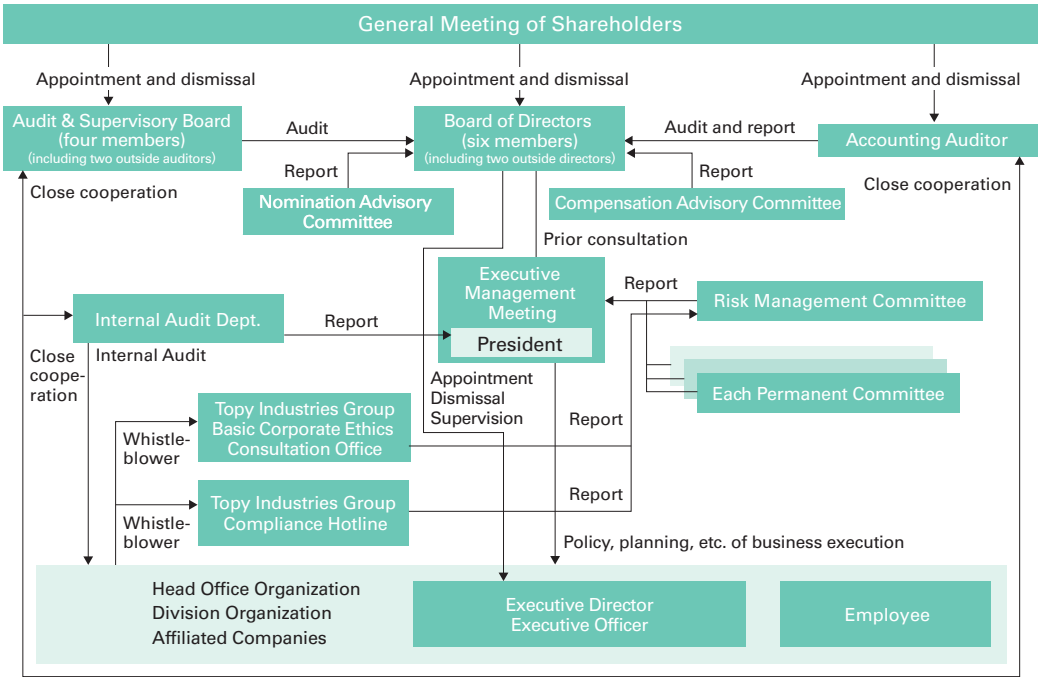 General Meeting of Shareholders
Appointment and dismissal
Appointment and dismissal
Appointment and dismissal
Audit & Supervisory Board
(four members)
(including two outside auditors)
Audit
Board of Directors
(six members)
(including two outside directors)
Audit and report
Accounting Auditor
Close cooperation
Report
Nomination Advisory
Committee
Report
Compensation Advisory Committee
Close cooperation
Prior consultation
Internal Audit Dept.
Report
Executive
Management
Meeting
President
Report
Risk Management Committee
Close
coope-
ration
Internal Audit
Appointment
Dismissal
Supervision
Each Permanent Committee
Whistle-
blower
Topy Industries Group
Basic Corporate Ethics
Consultation Office
Report
Whistle-
blower
Topy Industries Group
Compliance Hotline
Report
Policy, planning, etc. of business execution
Head Office Organization
Division Organization
Affiliated Companies
Executive Director
Executive Officer
Employee